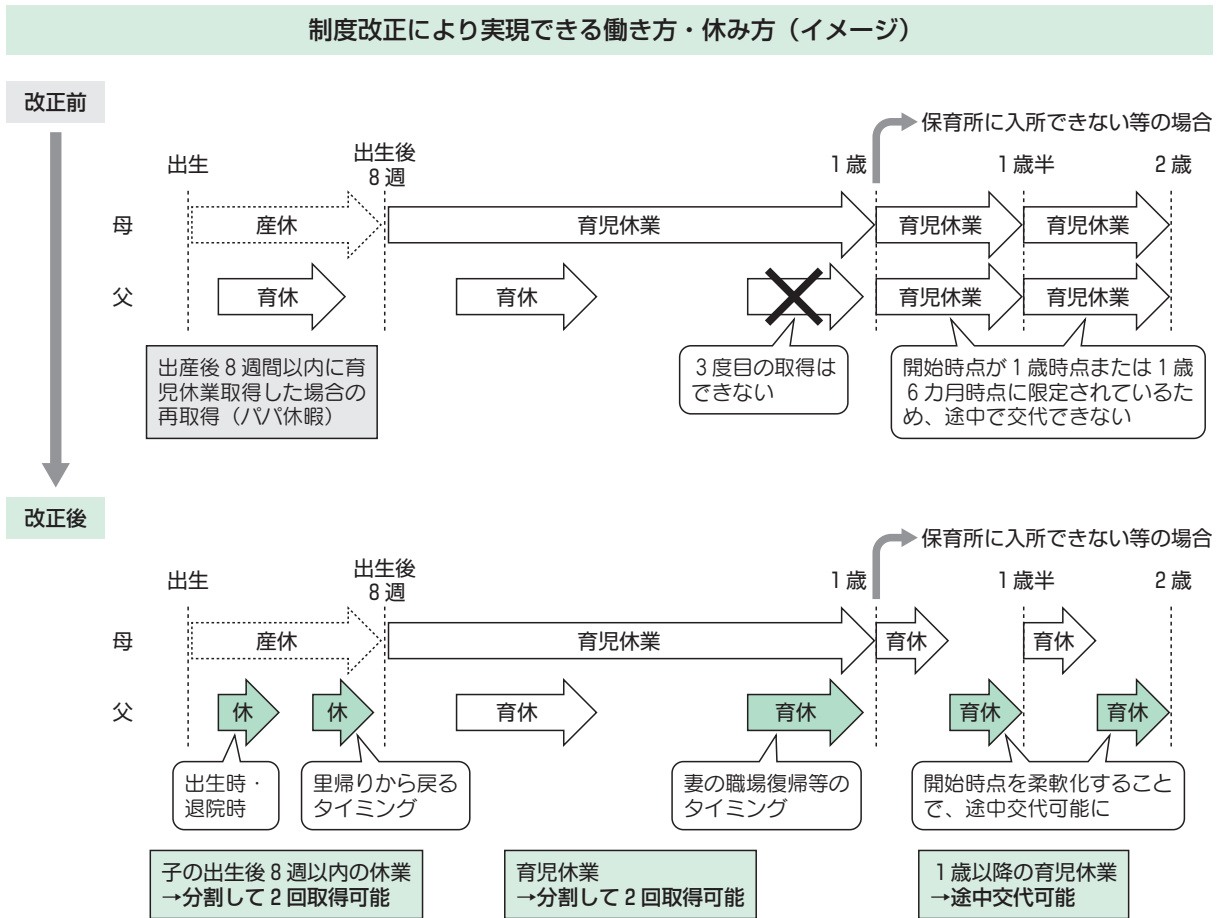 制度改正により実現できる働き方・休み方（イメージ）
改正前
保育所に入所できない等の場合
出生
出生後
8週
1歳
1歳半
2歳
母
産休
育児休業
育児休業
育児休業
父
育休
育休
育児休業
育児休業
出産後8週間以内に育
児休業取得した場合の
再取得（パパ休暇）
3度目の取得は
できない
開始時点が1歳時点または1歳
6カ月時点に限定されているた
め、途中で交代できない
改正後
保育所に入所できない等の場合
出生
出生後
8週
1歳
1歳半
2歳
母
産休
育児休業
育休
育休
父
休
休
育休
育休
育休
育休
出生時・
退院時
里帰りから戻る
タイミング
妻の職場復帰等の
タイミング
開始時点を柔軟化すること
で、途中交代可能に
子の出生後8週以内の休業
→分割して2回取得可能
育児休業
→分割して2回取得可能
1歳以降の育児休業
→途中交代可能